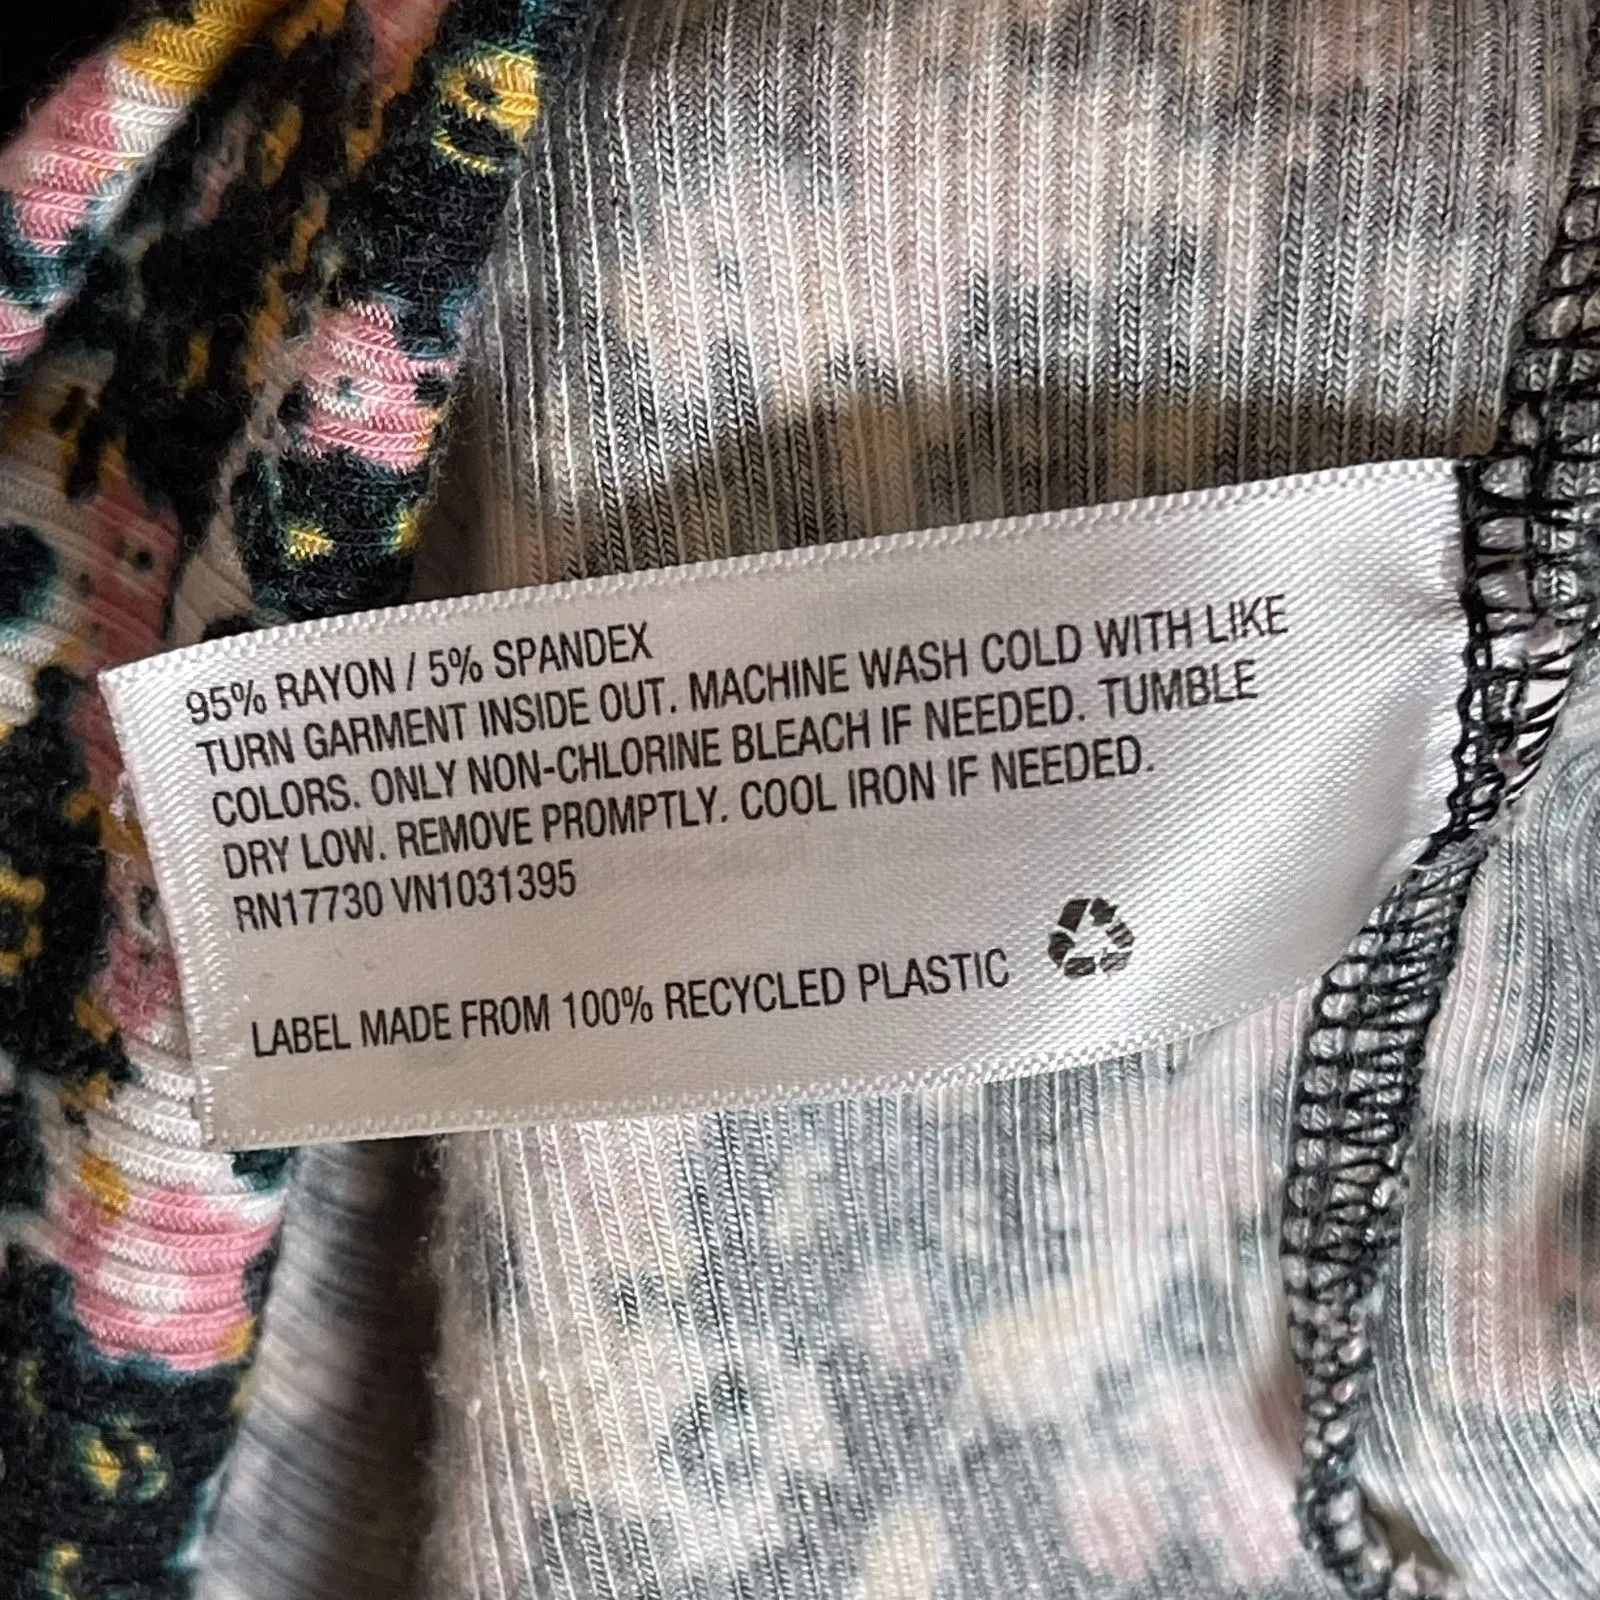 95% RAYON / 5% SPANDEX
TURN GARMENT INSIDE OUT. MACHINE WASH COLD WITH LIKE
COLORS. ONLY NON-CHLORINE BLEACH IF NEEDED. TUMBLE
DRY LOW. REMOVE PROMPTLY. COOL IRON IF NEEDED.
RN17730 VN1031395
LABEL MADE FROM 100% RECYCLED PLASTIC